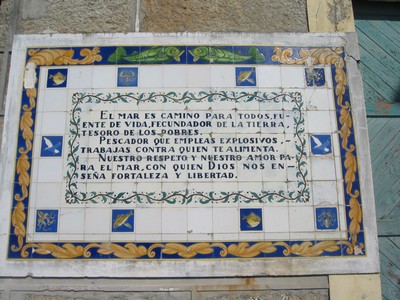 EL MAR ES CAMINO PARA TODOS, FUE-
NTE DE VIDA, FECUNDADOR DE LA TIERRA,
TESORO DE LOS POBRES.
PESCADOR QUE EMPLEAS EXPLOSIVOS,
TRABAJAS CONTRA QUIEN TE ALIMENTA.
NUESTRO RESPETO Y NUESTRO AMOR PA-
RA EL MAR, CON QUIEN DIOS NOS EN-
SEÑA FORTALEZA Y LIBERTAD.